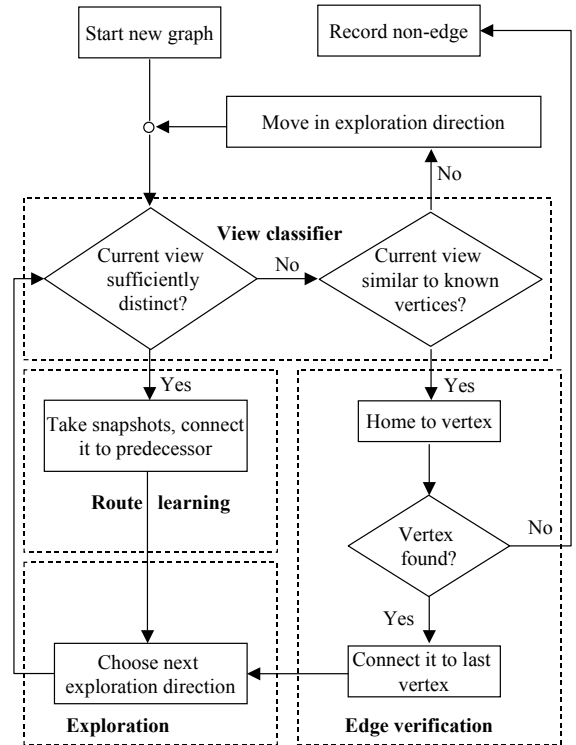 Start new graph
Record non-edge
Move in exploration direction
No
View classifier
Current view
sufficiently
distinct?
No
Current view
similar to known
vertices?
Yes
Yes
Take snapshots, connect
it to predecessor
Home to vertex
Route learning
Vertex
found?
No
Yes
Choose next
exploration direction
Connect it to last
vertex
Exploration
Edge verification